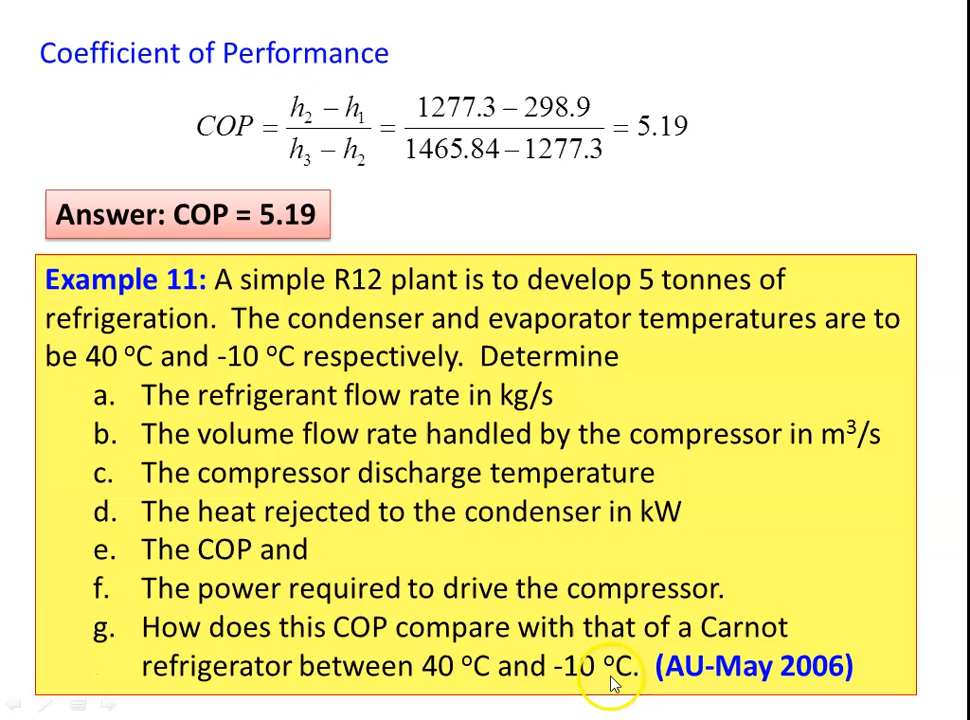 Coefficient of Performance
COP = (h₂ − h₁) / (h₃ − h₂) = (1277.3 − 298.9) / (1465.84 − 1277.3) = 5.19
Answer: COP = 5.19
Example 11: A simple R12 plant is to develop 5 tonnes of
refrigeration. The condenser and evaporator temperatures are to
be 40 ᵒC and -10 ᵒC respectively. Determine
a. The refrigerant flow rate in kg/s
b. The volume flow rate handled by the compressor in m³/s
c. The compressor discharge temperature
d. The heat rejected to the condenser in kW
e. The COP and
f. The power required to drive the compressor.
g. How does this COP compare with that of a Carnot
refrigerator between 40 ᵒC and -10 ᵒC. (AU-May 2006)